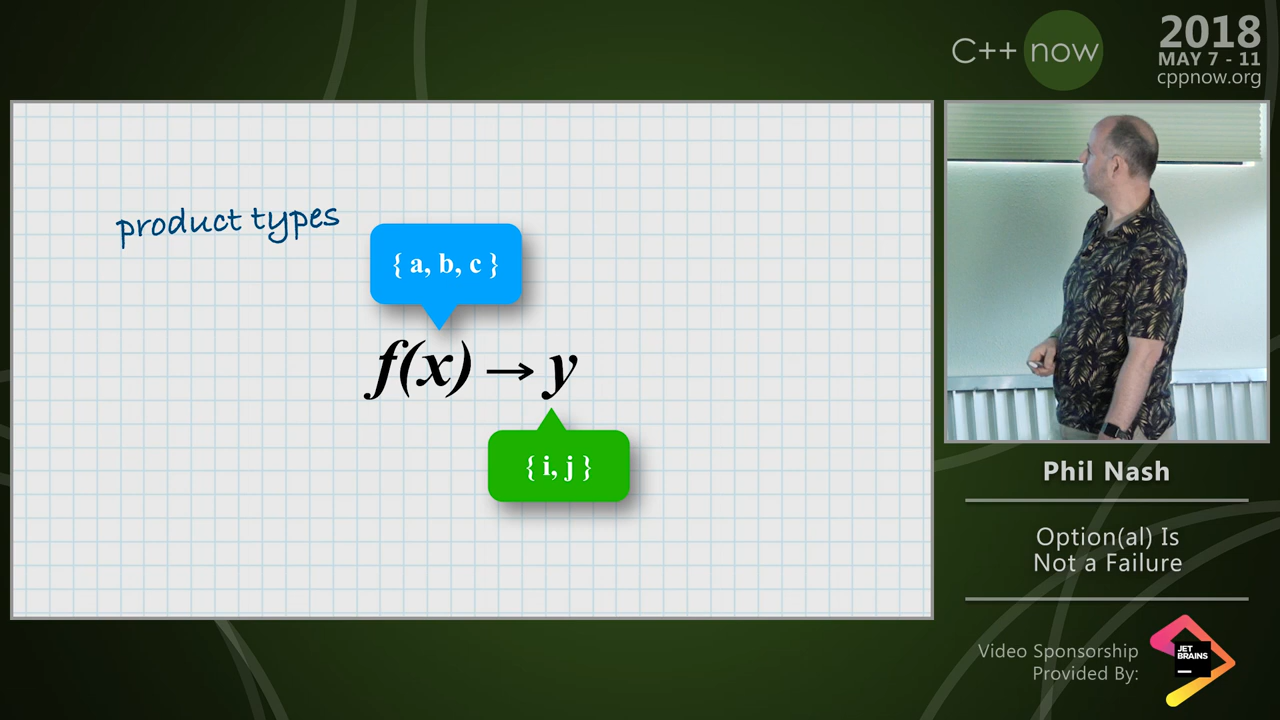 C++ now
2018
MAY 7 - 11
cppnow.org
product types
{ a, b, c }
f(x) → y
{ i, j }
Phil Nash
Option(al) Is
Not a Failure
Video Sponsorship
Provided By:
JET
BRAINS